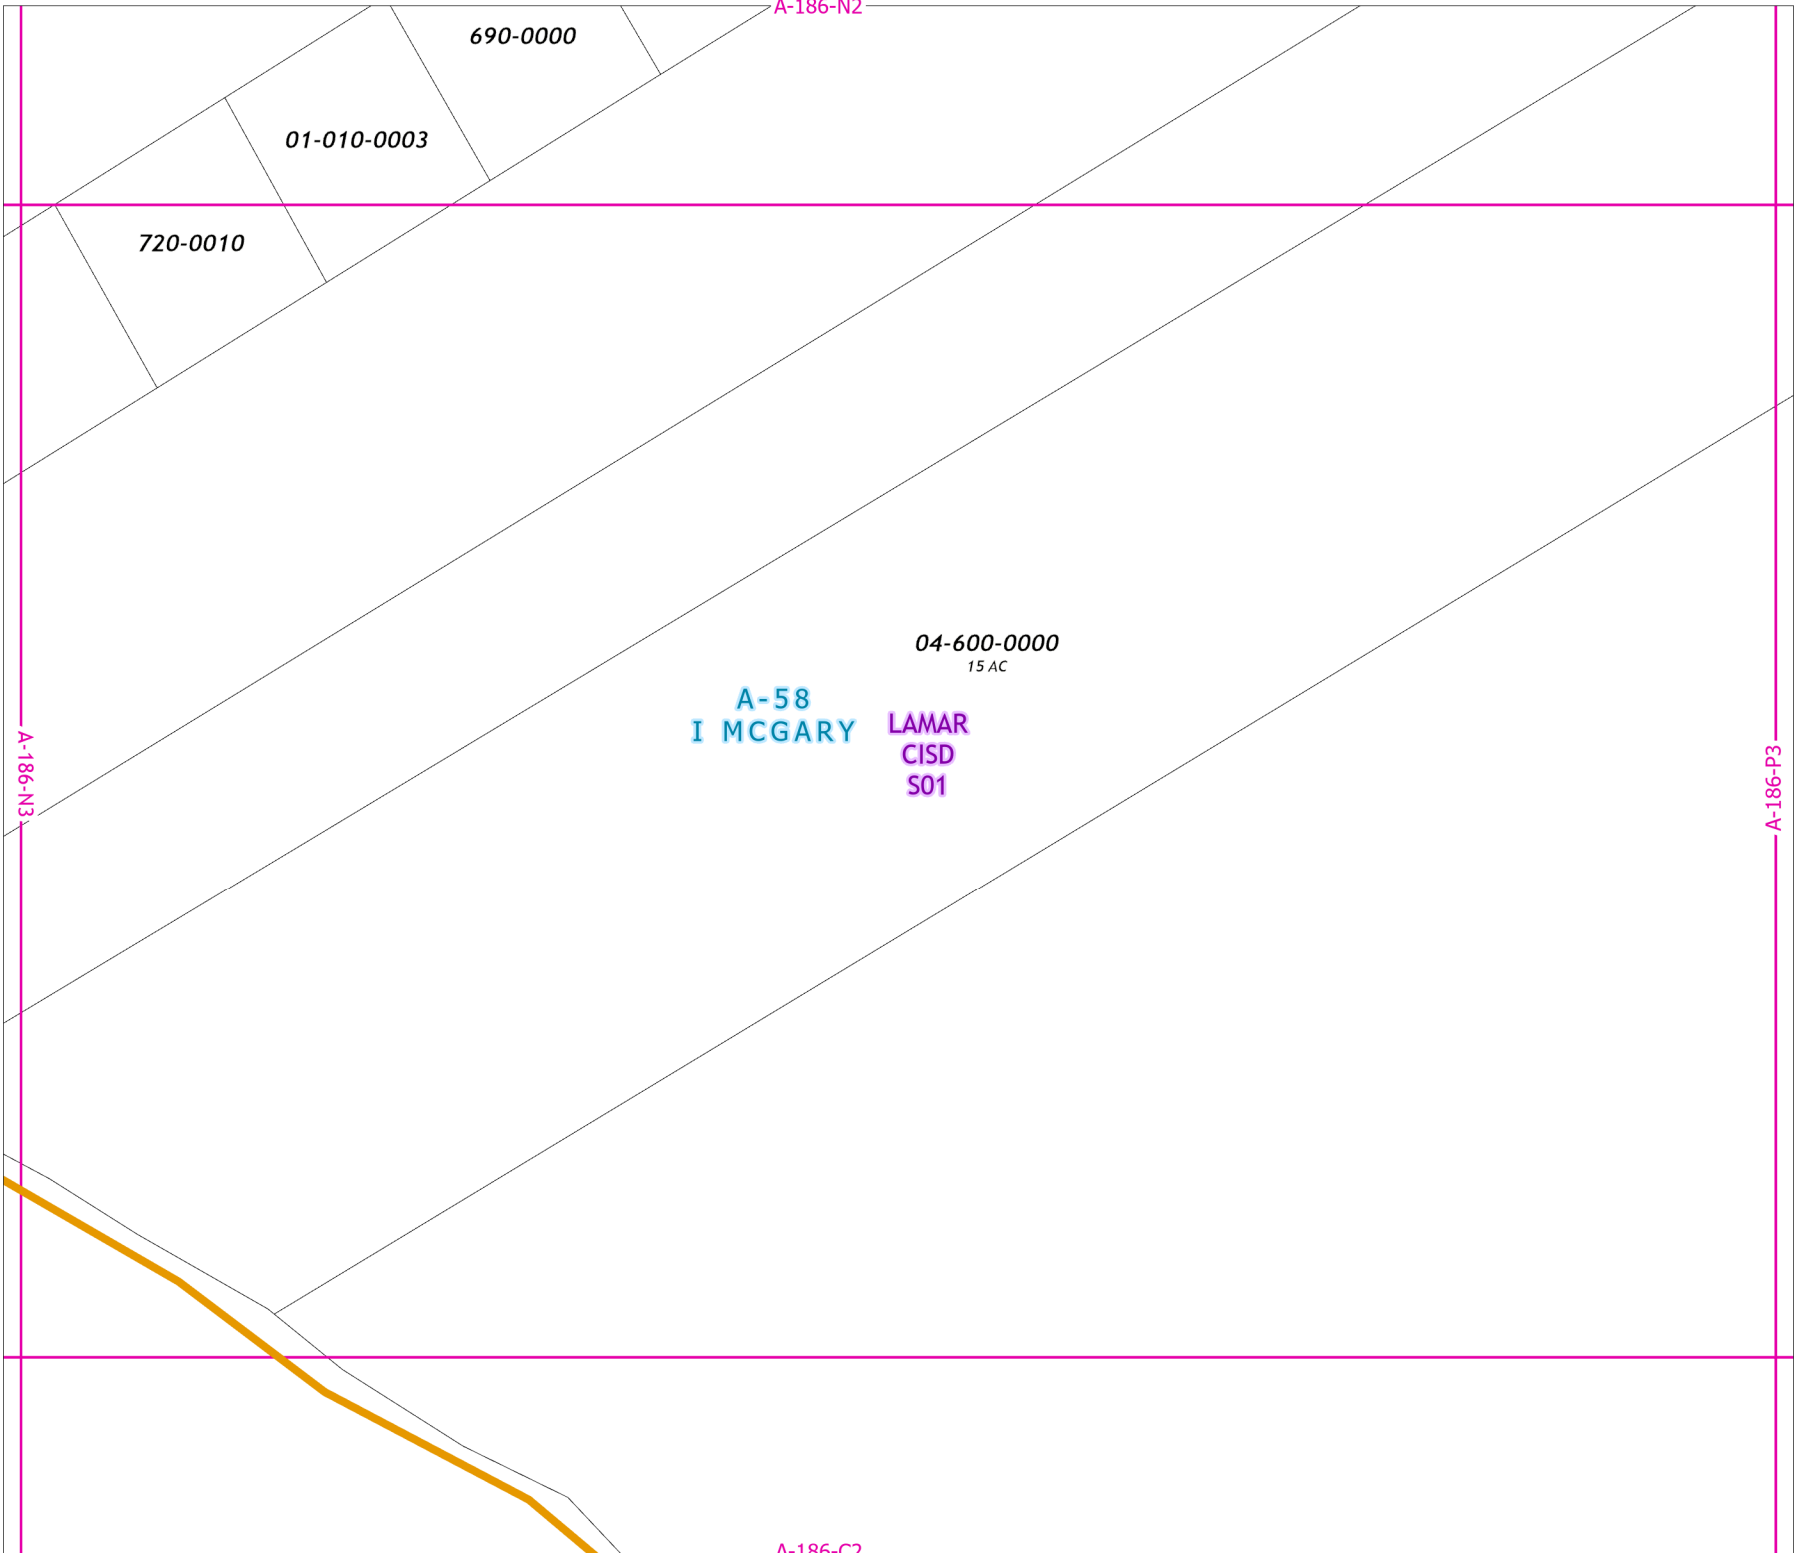 A-186-N2
690-0000
01-010-0003
720-0010
04-600-0000
15 AC
A-58
I MCGARY
LAMAR
CISD
S01
A-186-N3
A-186-P3
A-186-C2